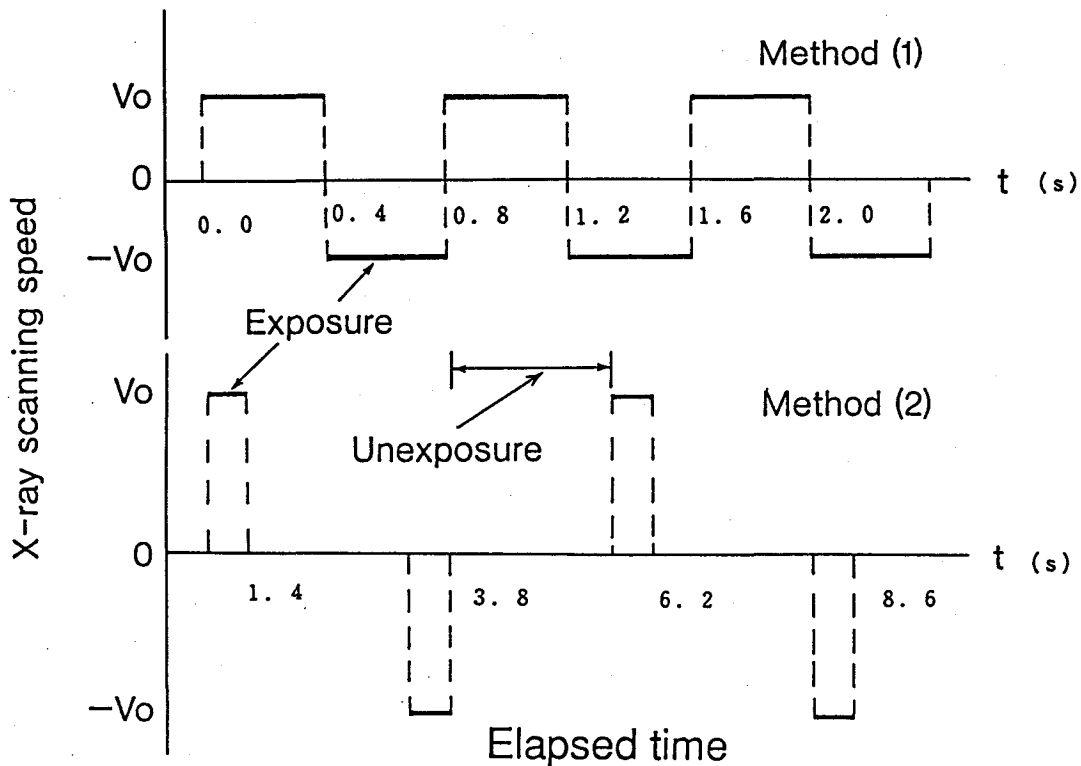 Method (1)
Vo
0
−Vo
t (s)
0. 0
0. 4
0. 8
1. 2
1. 6
2. 0
X−ray scanning speed
Exposure
Unexposure
Method (2)
Vo
0
−Vo
t (s)
1. 4
3. 8
6. 2
8. 6
Elapsed time